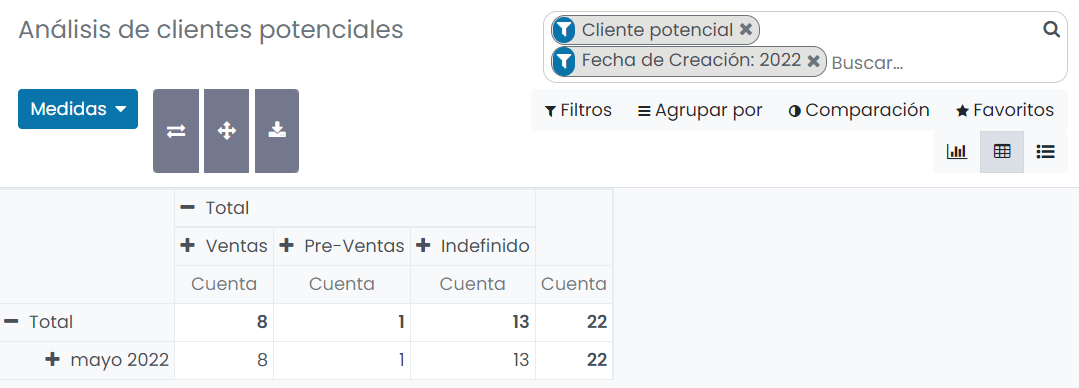 Análisis de clientes potenciales
Cliente potencial
Fecha de Creación: 2022
Buscar...
Medidas
Filtros Agrupar por Comparación Favoritos
Total
Ventas Pre-Ventas Indefinido
Cuenta Cuenta Cuenta Cuenta
Total 8 1 13 22
mayo 2022 8 1 13 22